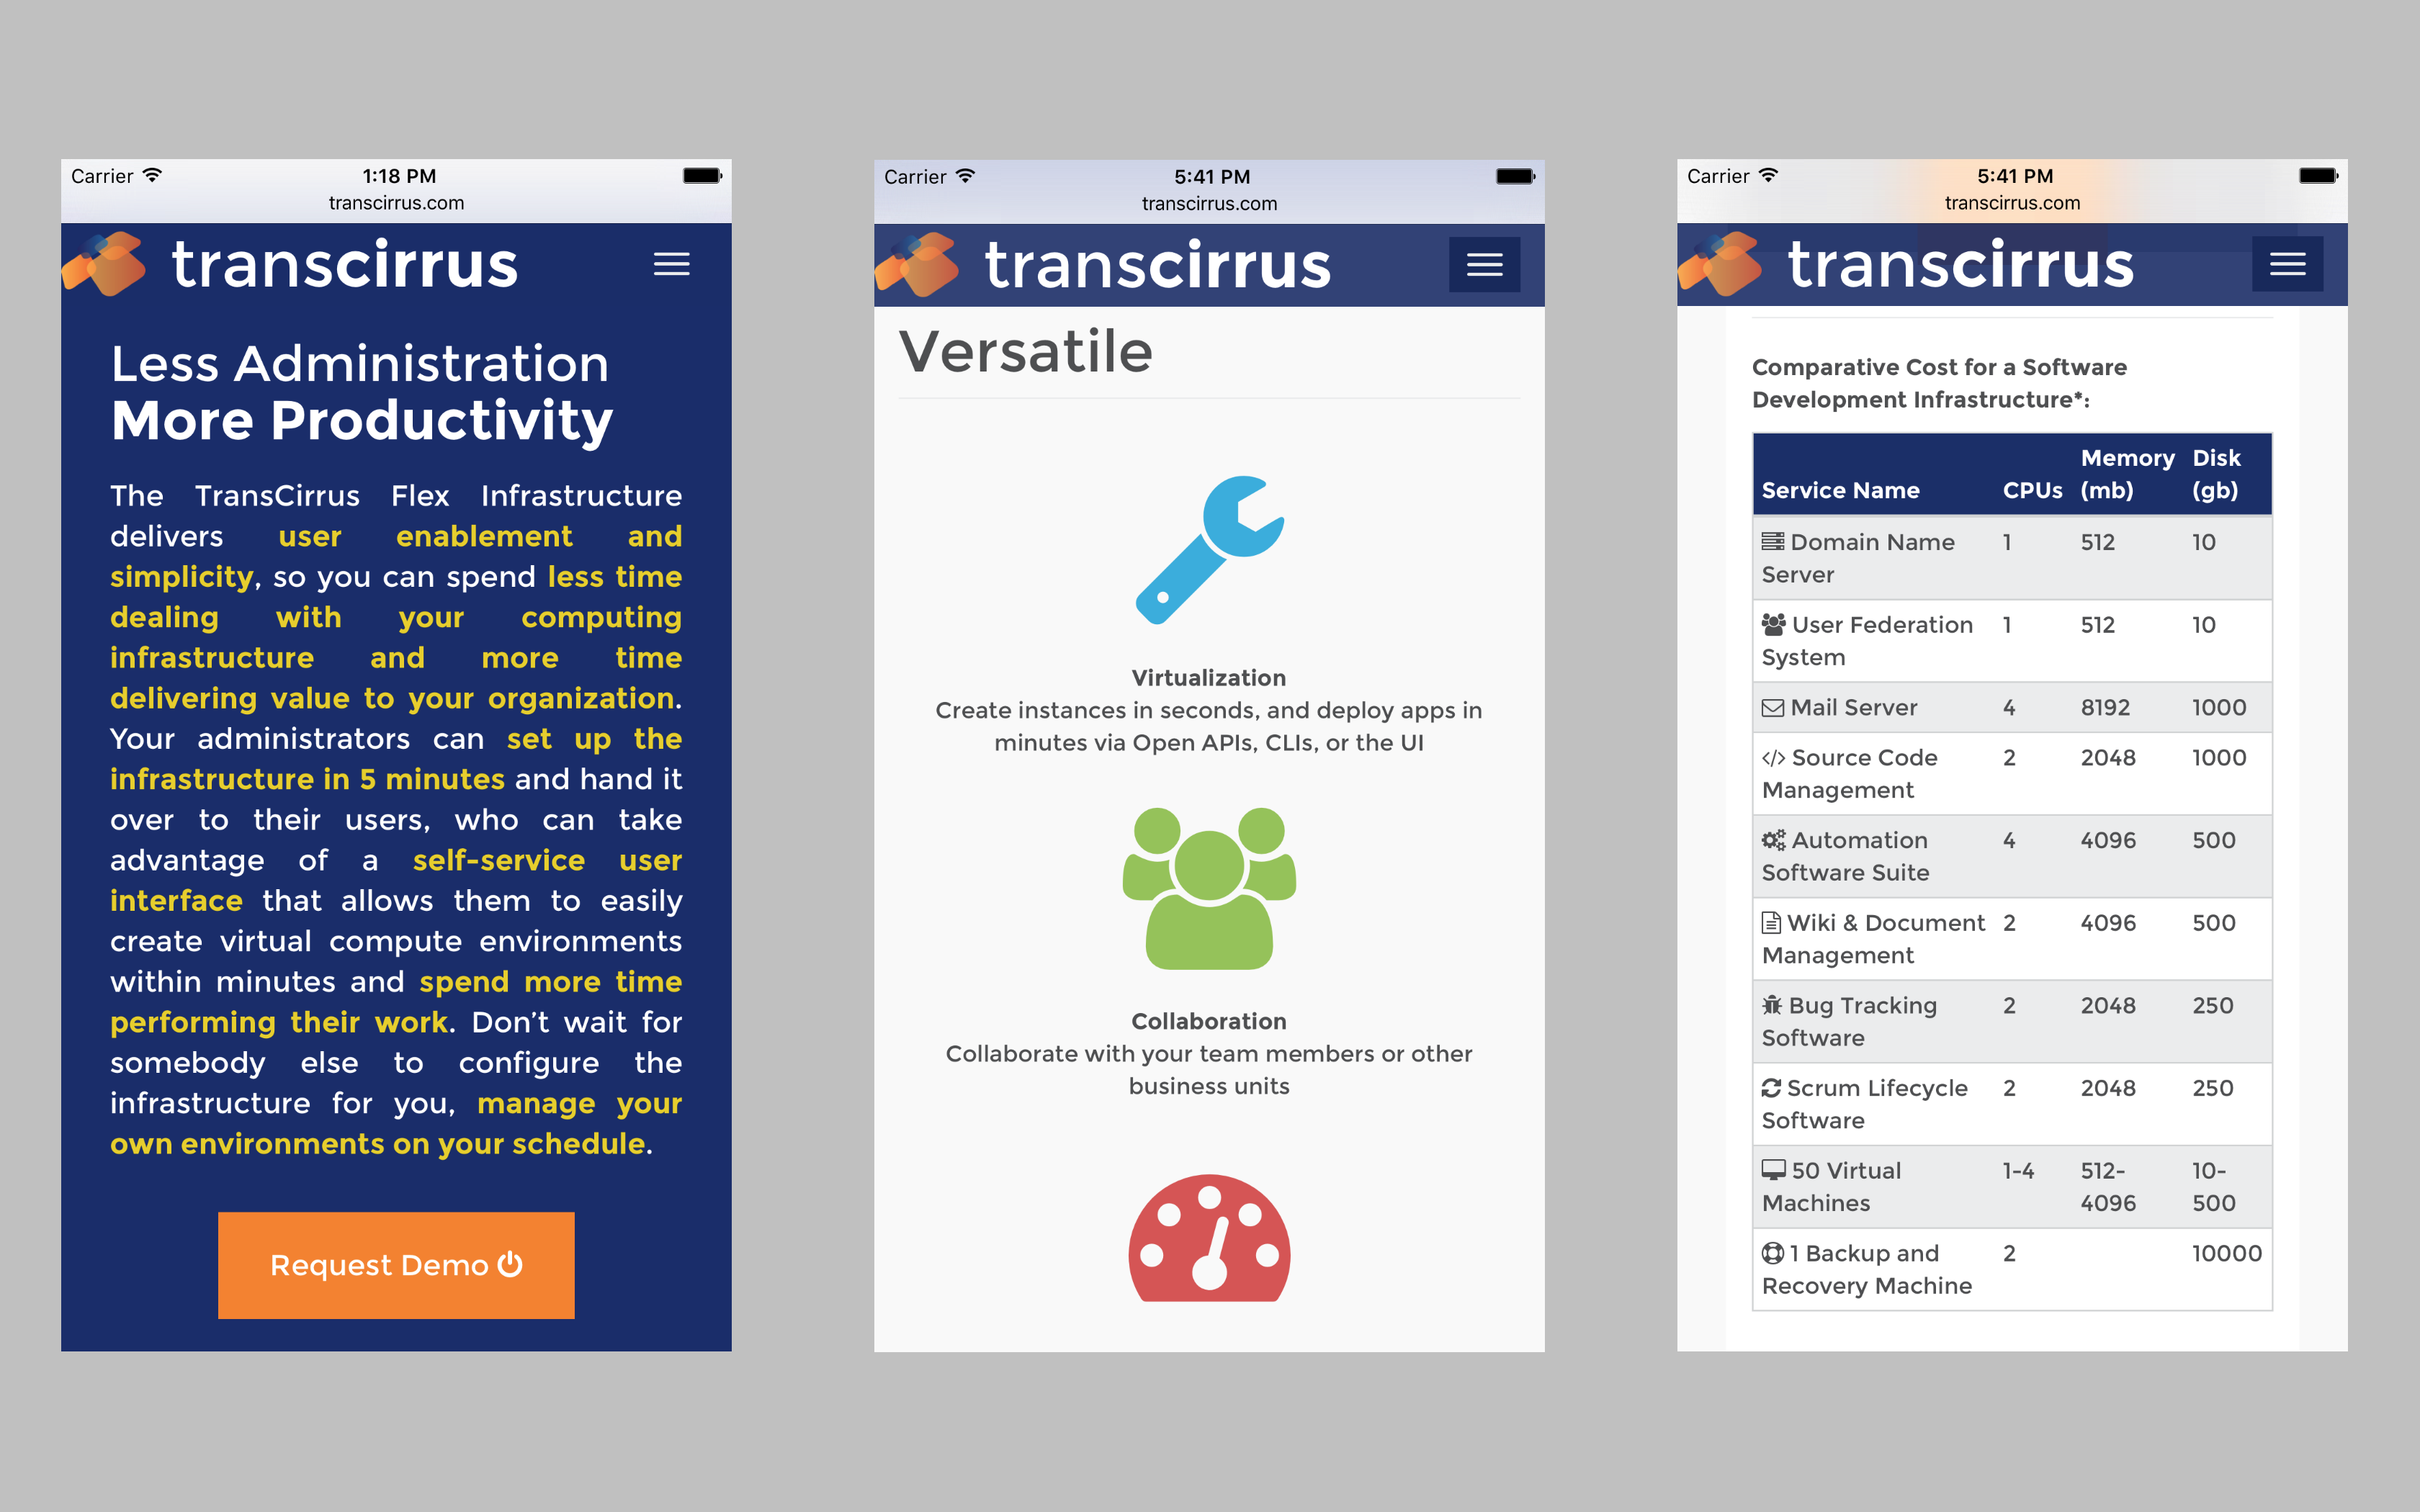 Carrier
1:18 PM
transcirrus.com
transcirrus
Less Administration
More Productivity
The TransCirrus Flex Infrastructure
delivers user enablement and
simplicity, so you can spend less time
dealing with your computing
infrastructure and more time
delivering value to your organization.
Your administrators can set up the
infrastructure in 5 minutes and hand it
over to their users, who can take
advantage of a self-service user
interface that allows them to easily
create virtual compute environments
within minutes and spend more time
performing their work. Don’t wait for
somebody else to configure the
infrastructure for you, manage your
own environments on your schedule.
Request Demo
Carrier
5:41 PM
transcirrus.com
transcirrus
Versatile
Virtualization
Create instances in seconds, and deploy apps in
minutes via Open APIs, CLIs, or the UI
Collaboration
Collaborate with your team members or other
business units
Carrier
5:41 PM
transcirrus.com
transcirrus
Comparative Cost for a Software
Development Infrastructure*:
Memory Disk
Service Name CPUs (mb) (gb)
Domain Name 1 512 10
Server
User Federation 1 512 10
System
Mail Server 4 8192 1000
Source Code 2 2048 1000
Management
Automation 4 4096 500
Software Suite
Wiki & Document 2 4096 500
Management
Bug Tracking 2 2048 250
Software
Scrum Lifecycle 2 2048 250
Software
50 Virtual 1-4 512- 10-
Machines 4096 500
1 Backup and 2 10000
Recovery Machine